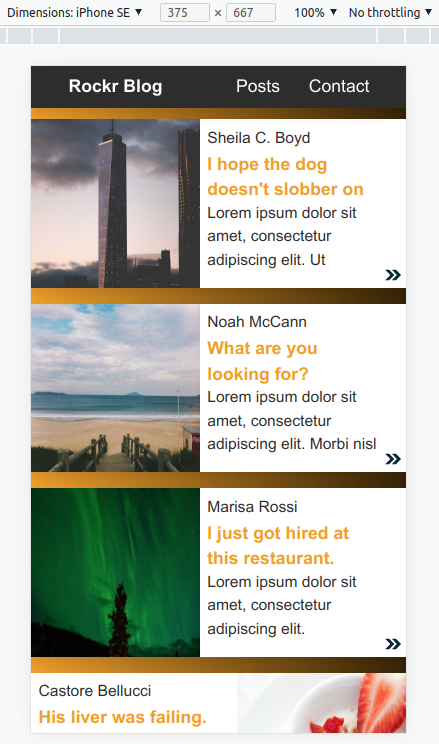 Dimensions: iPhone SE ▼ 375 × 667 100% ▼ No throttling ▼
Rockr Blog Posts Contact
Sheila C. Boyd
I hope the dog
doesn't slobber on
Lorem ipsum dolor sit
amet, consectetur
adipiscing elit. Ut
Noah McCann
What are you
looking for?
Lorem ipsum dolor sit
amet, consectetur
adipiscing elit. Morbi nisl
Marisa Rossi
I just got hired at
this restaurant.
Lorem ipsum dolor sit
amet, consectetur
adipiscing elit.
Castore Bellucci
His liver was failing.